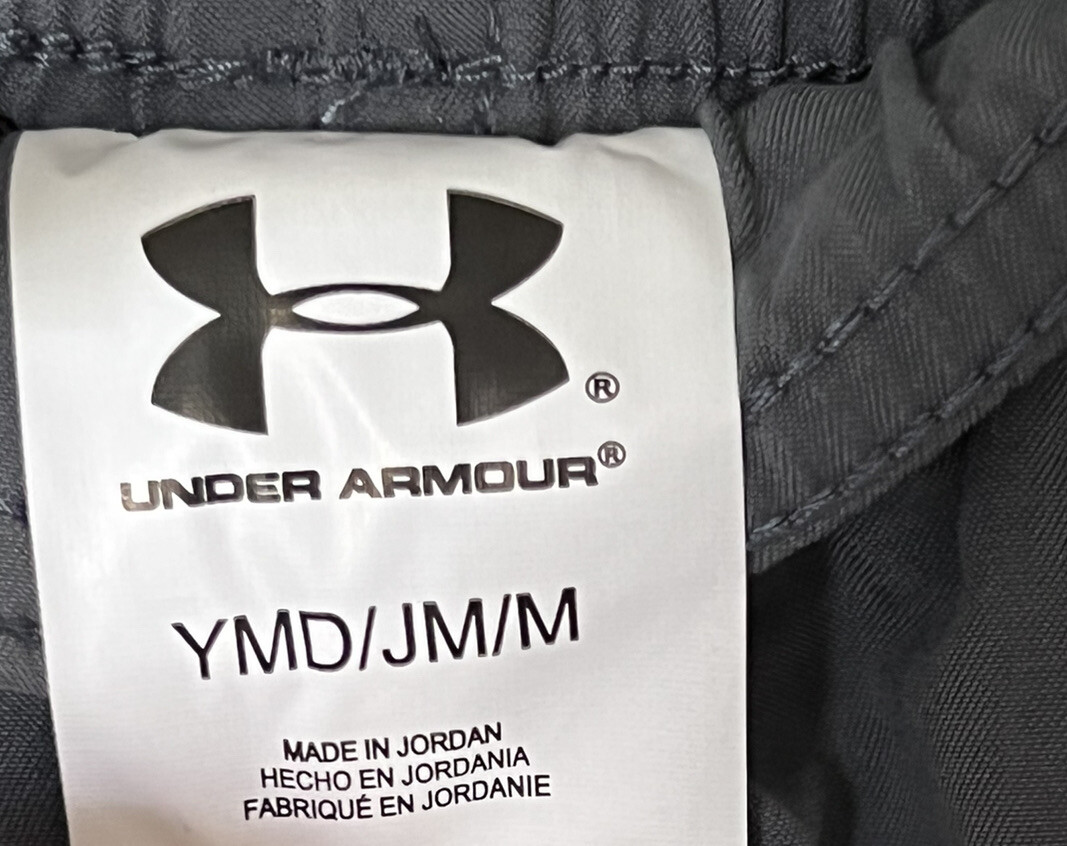 ®
UNDER ARMOUR®
YMD/JM/M
MADE IN JORDAN
HECHO EN JORDANIA
FABRIQUÉ EN JORDANIE